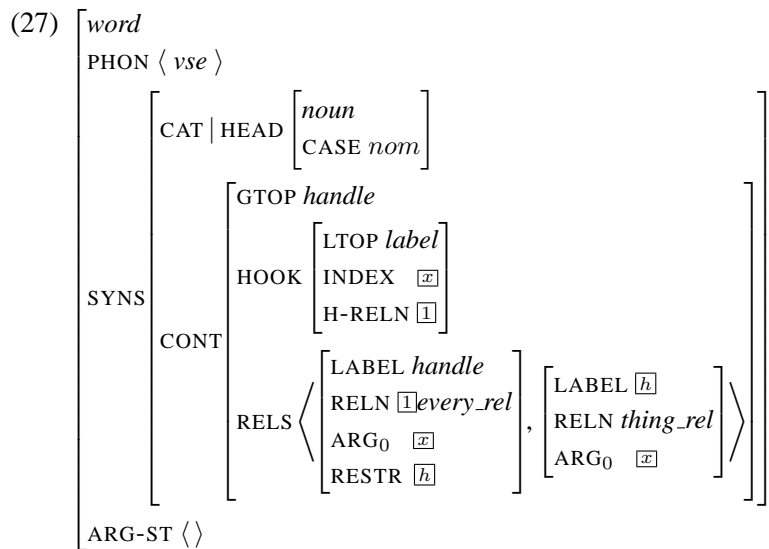 (27) word
PHON ⟨ vse ⟩
CAT | HEAD noun
CASE nom
GTOP handle
LTOP label
HOOK INDEX x
H-RELN 1
SYNS
CONT
LABEL handle
LABEL h
RELN 1 every_rel
RELS ⟨ , RELN thing_rel ⟩
ARG0 x
ARG0 x
RESTR h
ARG-ST ⟨⟩